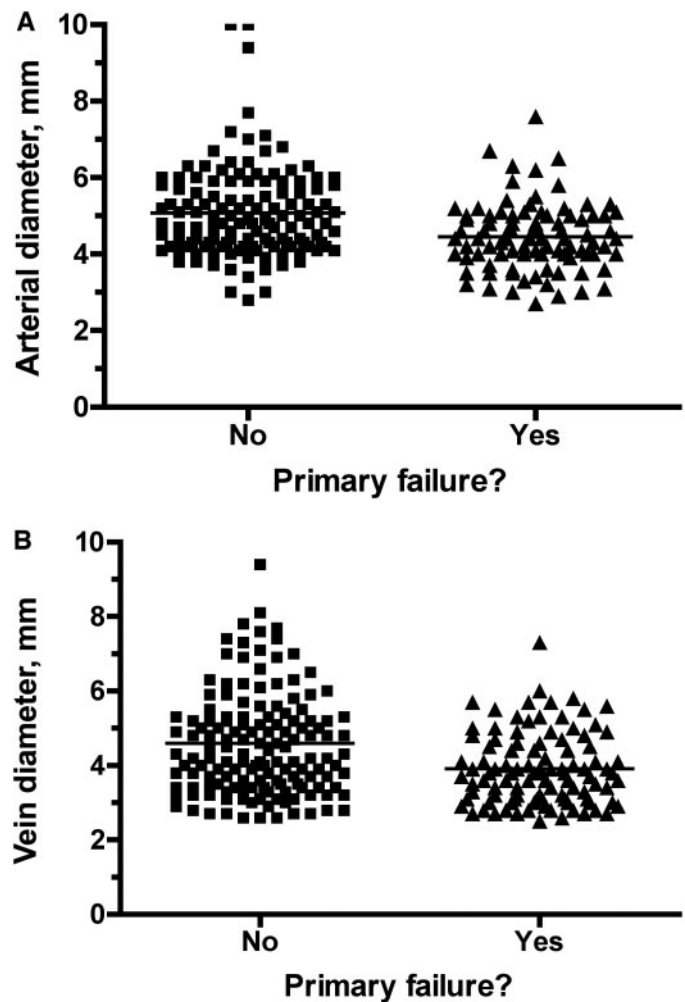 A
Arterial diameter, mm
10
8
6
4
2
0
No
Yes
Primary failure?
B
Vein diameter, mm
10
8
6
4
2
0
No
Yes
Primary failure?